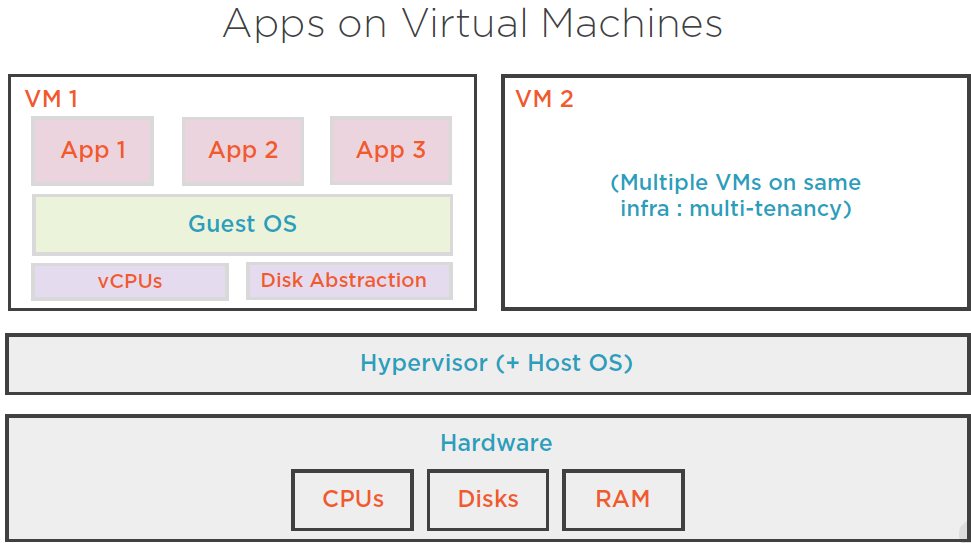 Apps on Virtual Machines
VM 1
App 1
App 2
App 3
Guest OS
vCPUs
Disk Abstraction
VM 2
(Multiple VMs on same
infra : multi-tenancy)
Hypervisor (+ Host OS)
Hardware
CPUs
Disks
RAM